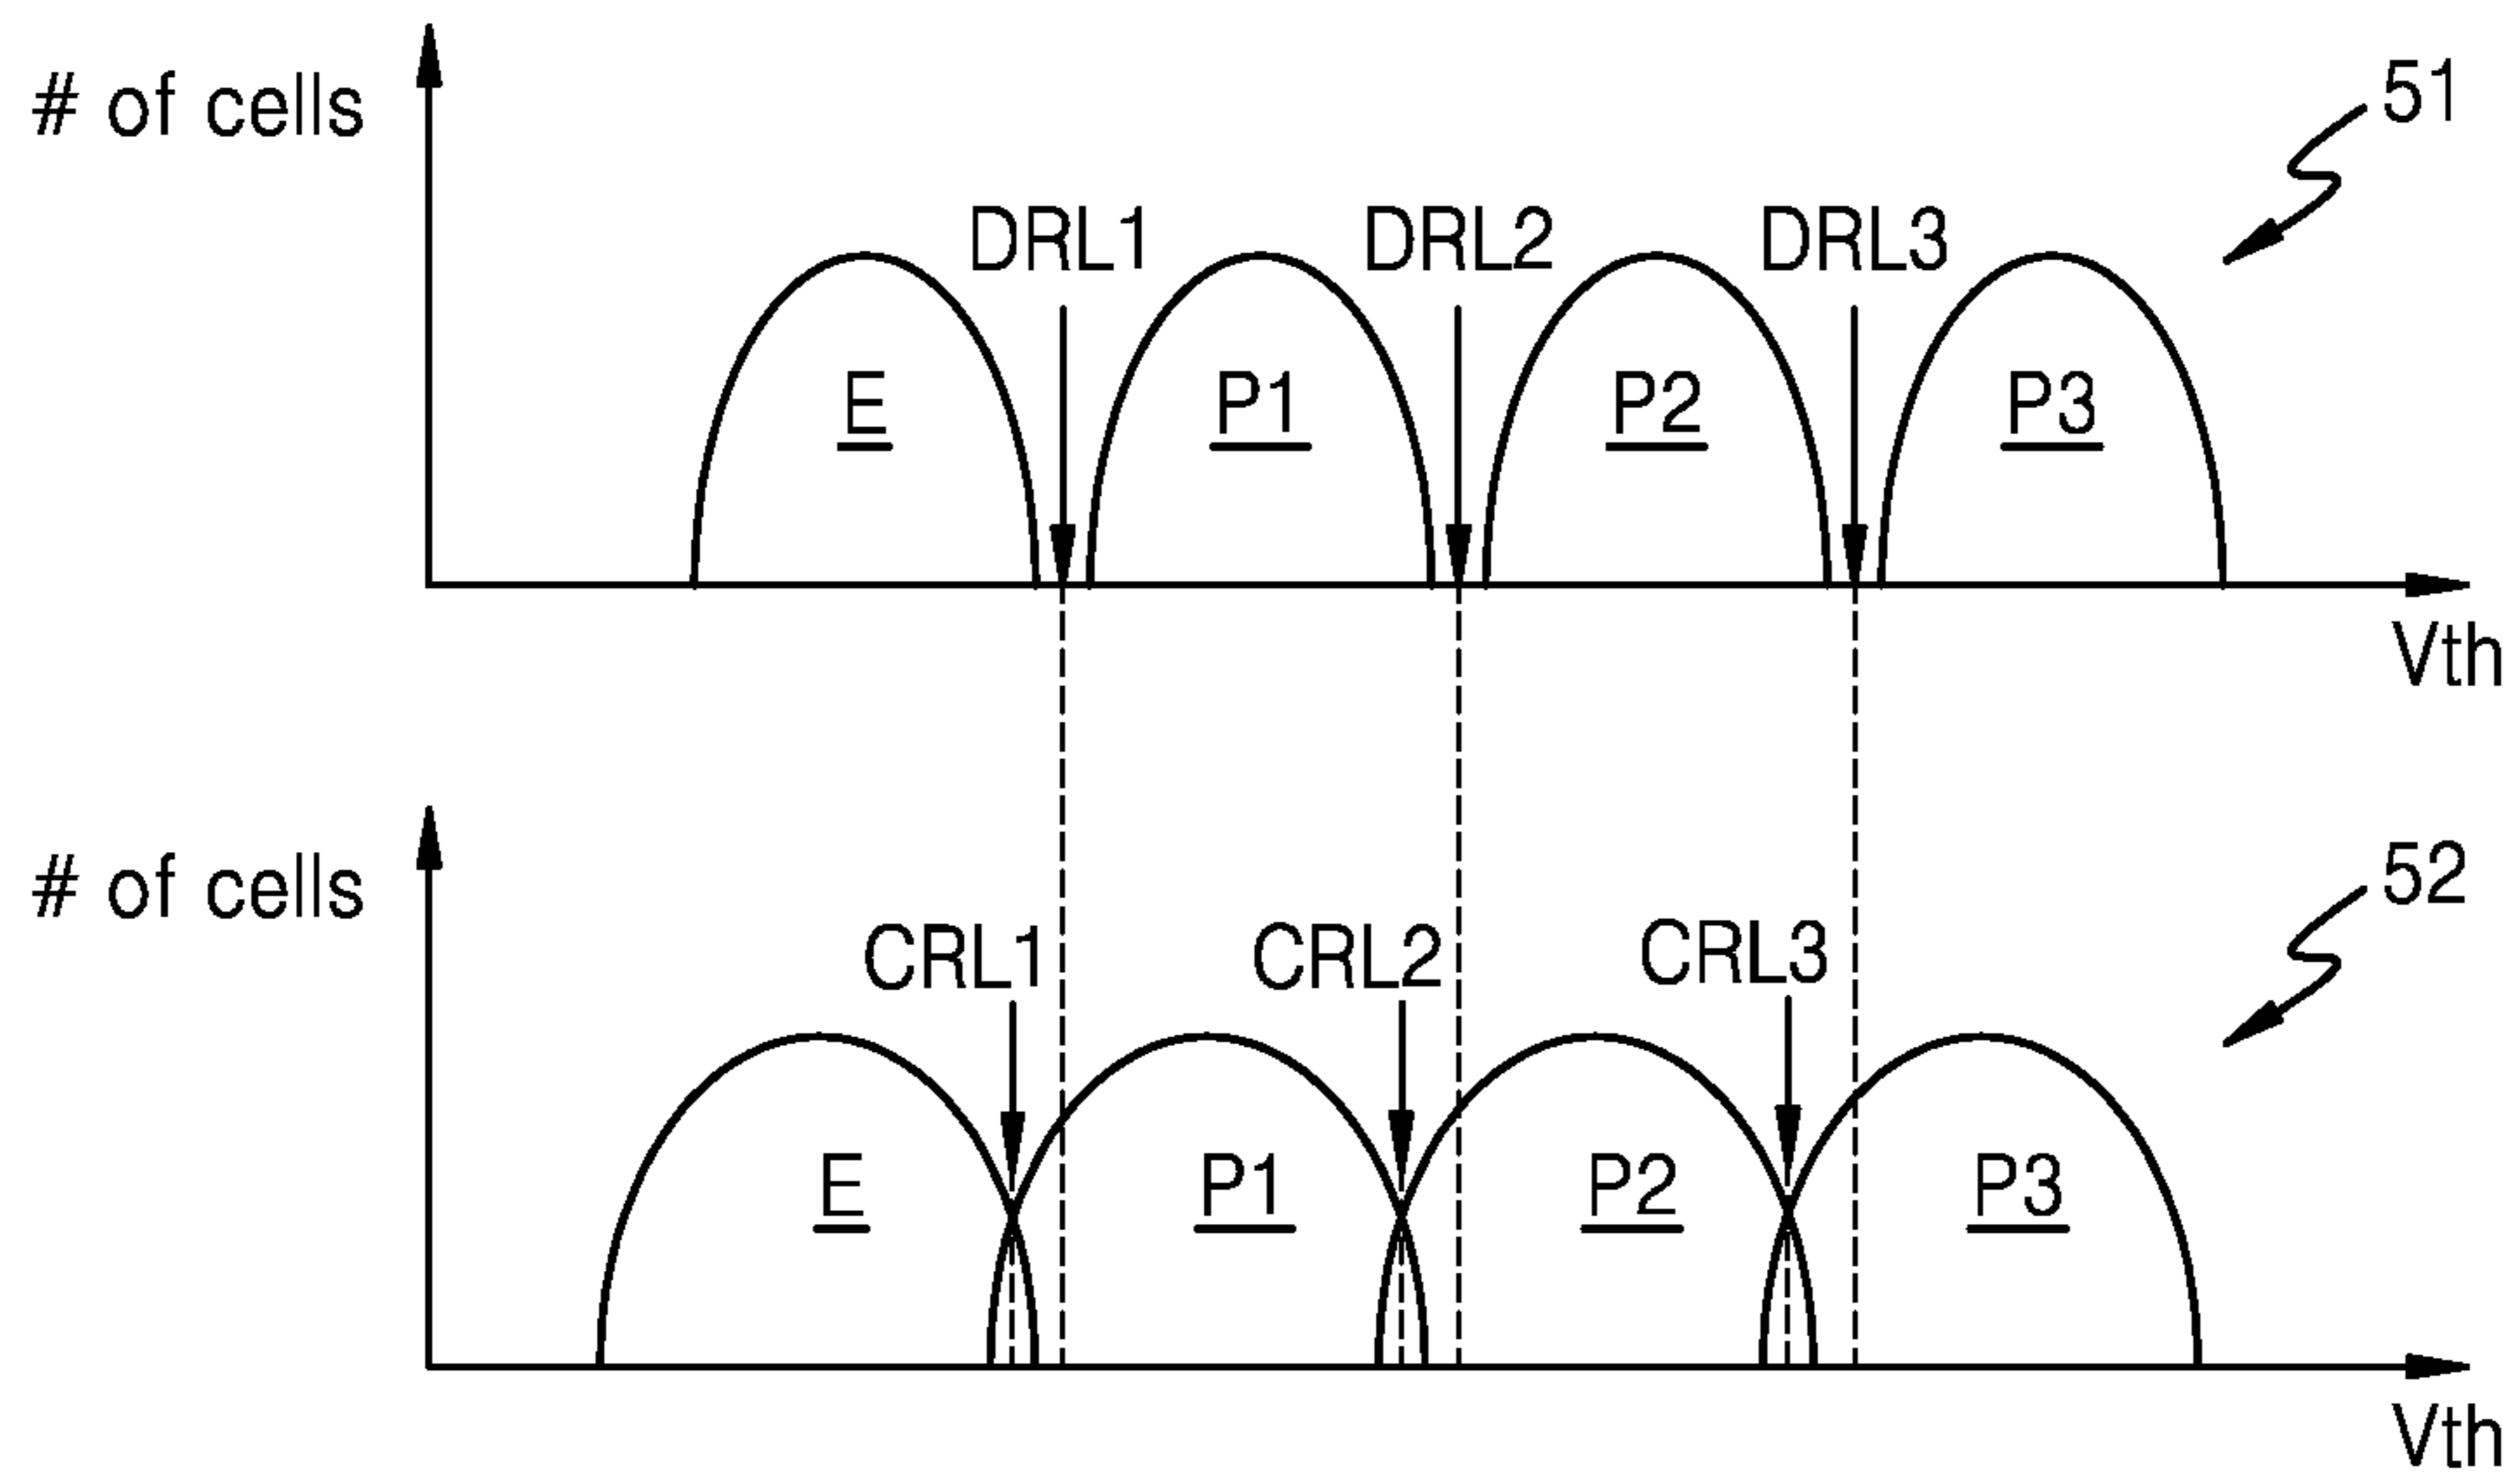 # of cells
51
DRL1 DRL2 DRL3
E P1 P2 P3
Vth
# of cells
52
CRL1 CRL2 CRL3
E P1 P2 P3
Vth